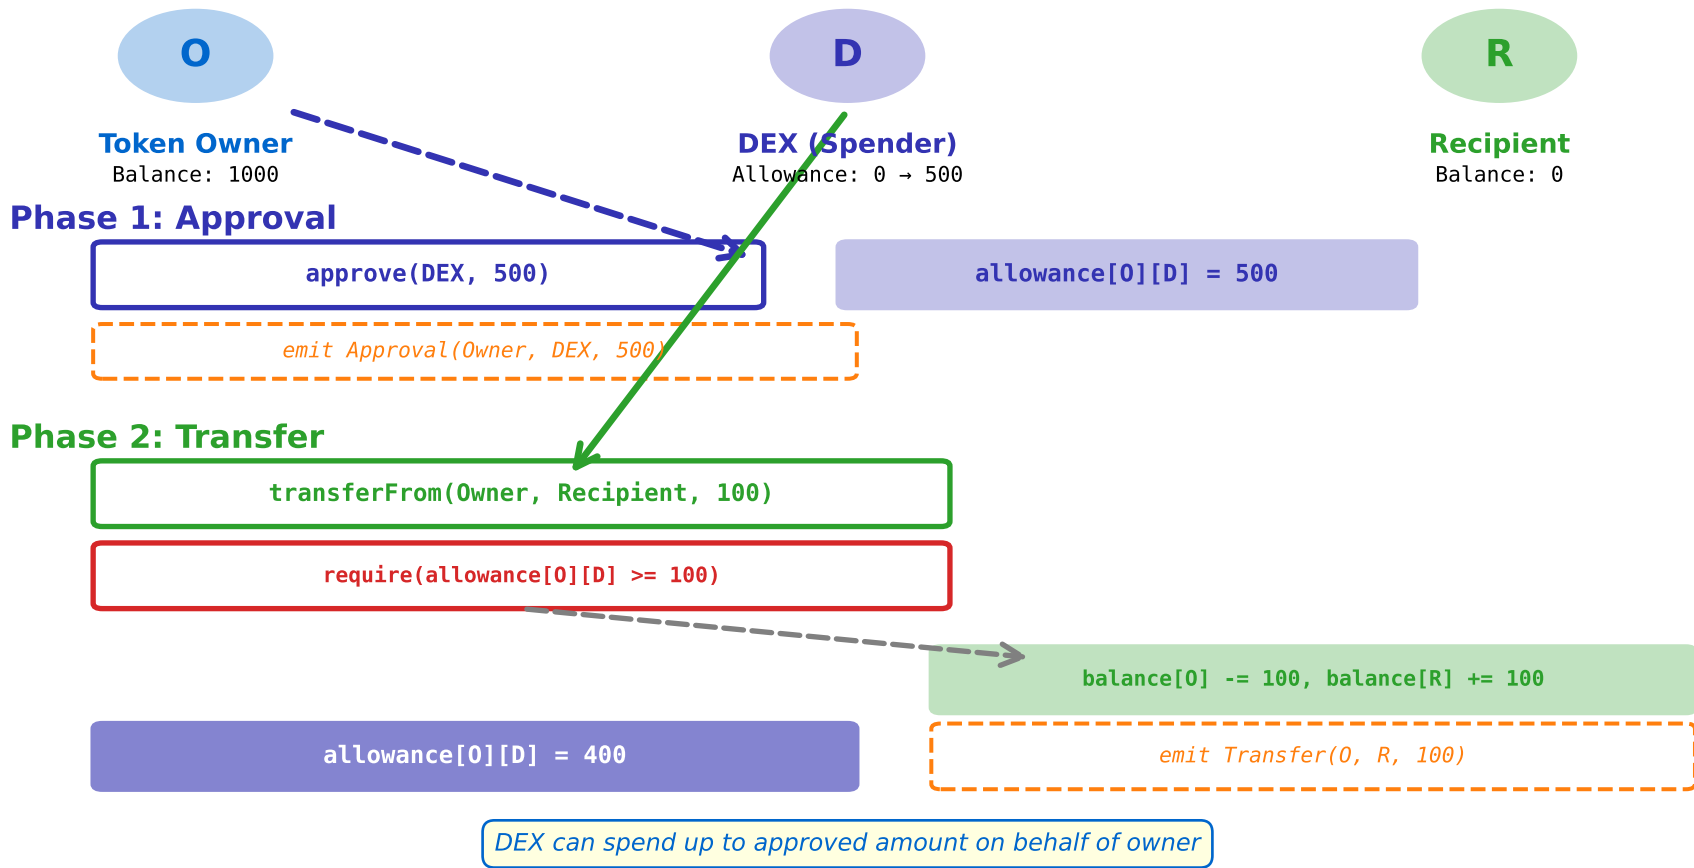 O
D
R
Token Owner
Balance: 1000
DEX (Spender)
Allowance: 0 → 500
Recipient
Balance: 0
Phase 1: Approval
approve(DEX, 500)
allowance[O][D] = 500
emit Approval(Owner, DEX, 500)
Phase 2: Transfer
transferFrom(Owner, Recipient, 100)
require(allowance[O][D] >= 100)
balance[O] -= 100, balance[R] += 100
allowance[O][D] = 400
emit Transfer(O, R, 100)
DEX can spend up to approved amount on behalf of owner